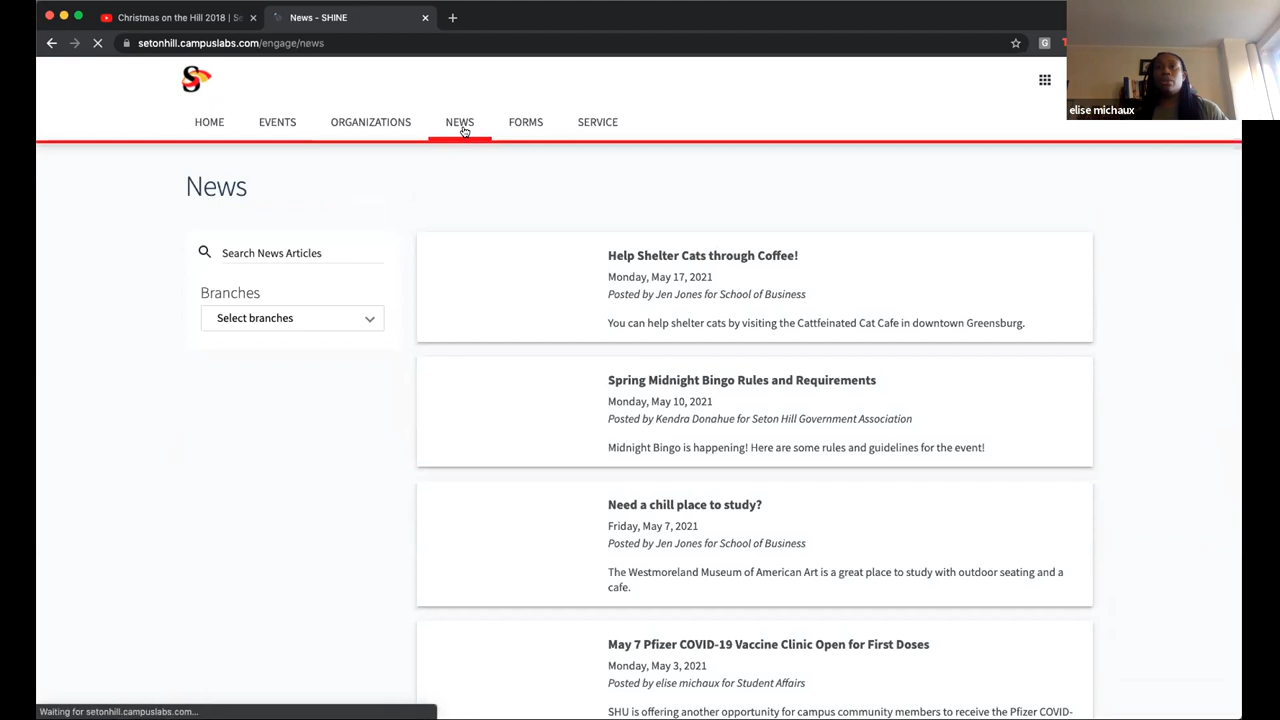 Christmas on the Hill 2018 | Se
News - SHINE
setonhill.campuslabs.com/engage/news
G
elise michaux
S
HOME EVENTS ORGANIZATIONS NEWS FORMS SERVICE
News
Search News Articles
Branches
Select branches
Help Shelter Cats through Coffee!
Monday, May 17, 2021
Posted by Jen Jones for School of Business
You can help shelter cats by visiting the Cattfeinated Cat Cafe in downtown Greensburg.
Spring Midnight Bingo Rules and Requirements
Monday, May 10, 2021
Posted by Kendra Donahue for Seton Hill Government Association
Midnight Bingo is happening! Here are some rules and guidelines for the event!
Need a chill place to study?
Friday, May 7, 2021
Posted by Jen Jones for School of Business
The Westmoreland Museum of American Art is a great place to study with outdoor seating and a
cafe.
May 7 Pfizer COVID-19 Vaccine Clinic Open for First Doses
Monday, May 3, 2021
Posted by elise michaux for Student Affairs
SHU is offering another opportunity for campus community members to receive the Pfizer COVID-
Waiting for setonhill.campuslabs.com...